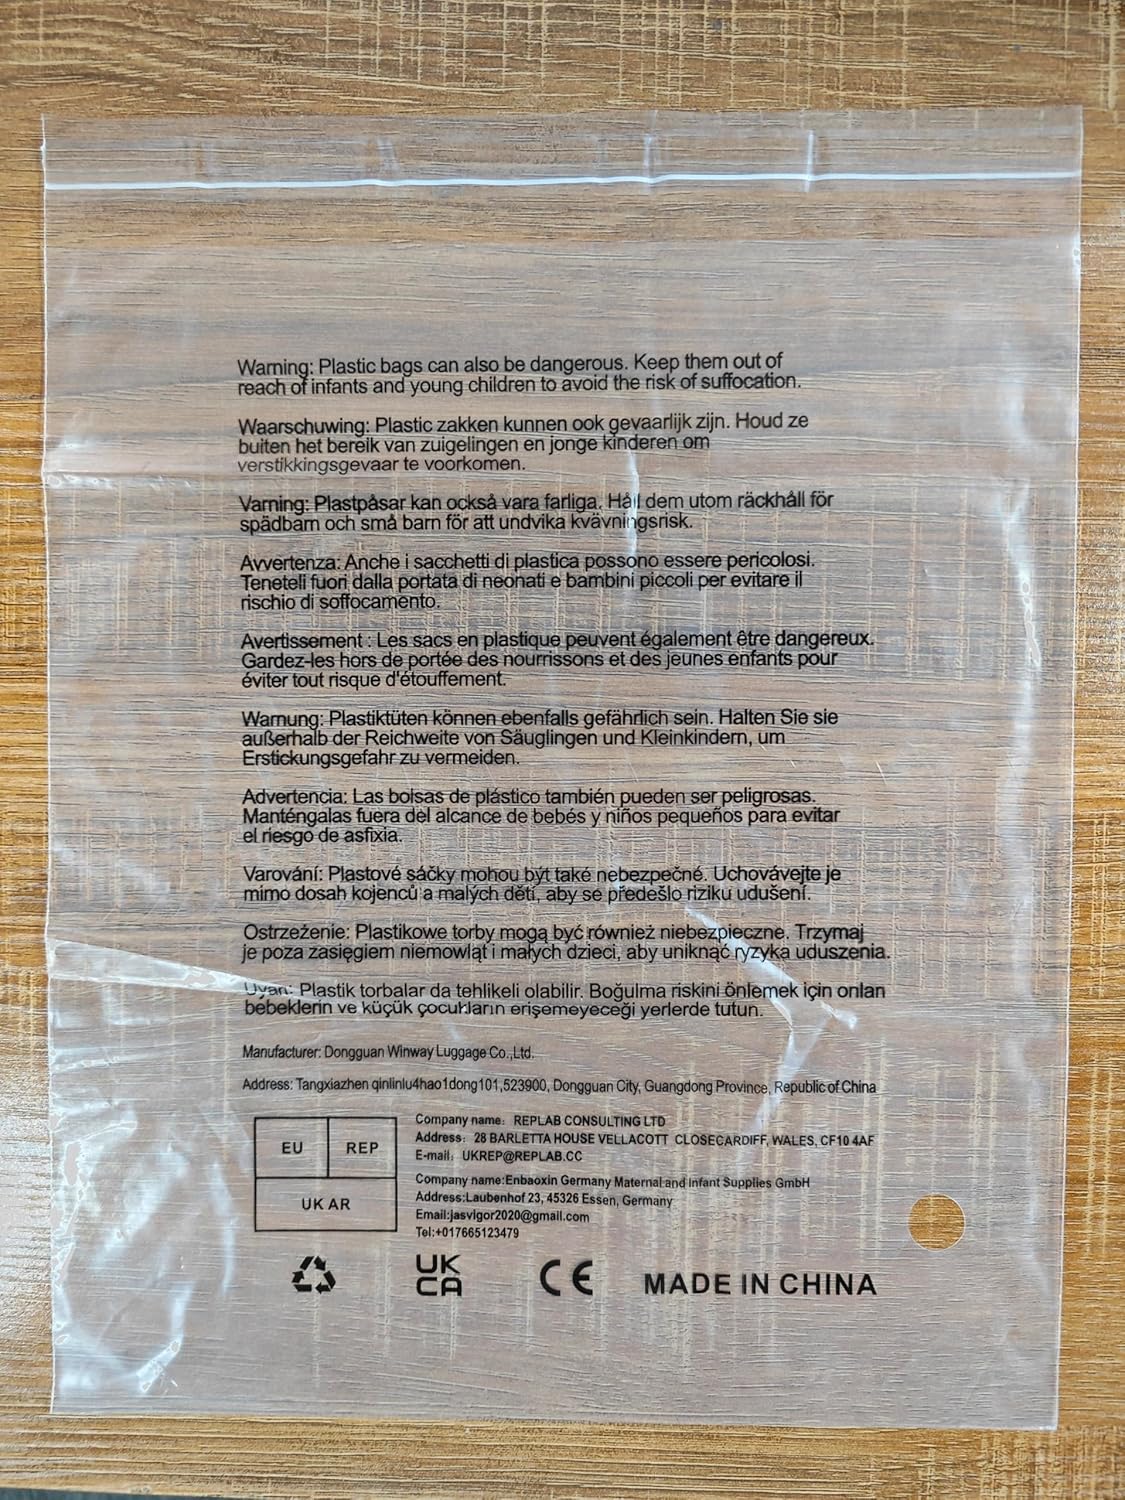 Warning: Plastic bags can also be dangerous. Keep them out of
reach of infants and young children to avoid the risk of suffocation.
Waarschuwing: Plastic zakken kunnen ook gevaarlijk zijn. Houd ze
buiten het bereik van zuigelingen en jonge kinderen om
verstikkingsgevaar te voorkomen.
Varning: Plastpåsar kan också vara farliga. Håll dem utom räckhåll för
spädbarn och små barn för att undvika kvävningsrisk.
Avvertenza: Anche i sacchetti di plastica possono essere pericolosi.
Teneteli fuori dalla portata di neonati e bambini piccoli per evitare il
rischio di soffocamento.
Avertissement : Les sacs en plastique peuvent également être dangereux.
Gardez-les hors de portée des nourrissons et des jeunes enfants pour
éviter tout risque d'étouffement.
Warnung: Plastiktüten können ebenfalls gefährlich sein. Halten Sie sie
außerhalb der Reichweite von Säuglingen und Kleinkindern, um
Erstickungsgefahr zu vermeiden.
Advertencia: Las bolsas de plástico también pueden ser peligrosas.
Manténgalas fuera del alcance de bebés y niños pequeños para evitar
el riesgo de asfixia.
Varování: Plastové sáčky mohou být také nebezpečné. Uchovávejte je
mimo dosah kojenců a malých dětí, aby se předešlo riziku udušení.
Ostrzeżenie: Plastikowe torby mogą być również niebezpieczne. Trzymaj
je poza zasięgiem niemowląt i małych dzieci, aby uniknąć ryzyka uduszenia.
Uyarı: Plastik torbalar da tehlikeli olabilir. Boğulma riskini önlemek için onları
bebeklerin ve küçük çocukların erişemeyeceği yerlerde tutun.
Manufacturer: Dongguan Winway Luggage Co.,Ltd.
Address: Tangxiazhen qinlinlu4hao1dong101,523900, Dongguan City, Guangdong Province, Republic of China
EU REP
UK AR
Company name: REPLAB CONSULTING LTD
Address: 28 BARLETTA HOUSE VELLACOTT CLOSECARDIFF, WALES, CF10 4AF
E-mail: UKREP@REPLAB.CC
Company name:Enbaoxin Germany Maternal and Infant Supplies GmbH
Address:Laubenhof 23, 45326 Essen, Germany
Email:jasvigor2020@gmail.com
Tel:+017665123479
UK
CA
CE
MADE IN CHINA